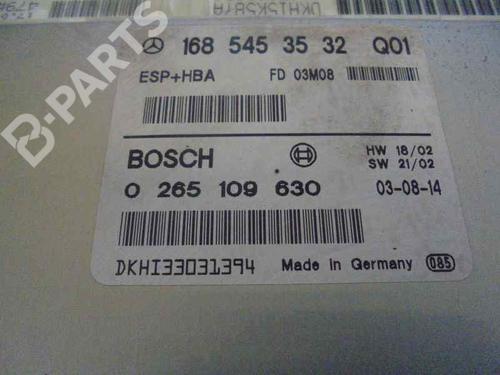 168 545 35 32 Q01
ESP+HBA FD 03M08
BOSCH HW 18/02
SW 21/02
0 265 109 630 03-08-14
DKHI33031394 Made in Germany 085
B-PARTS